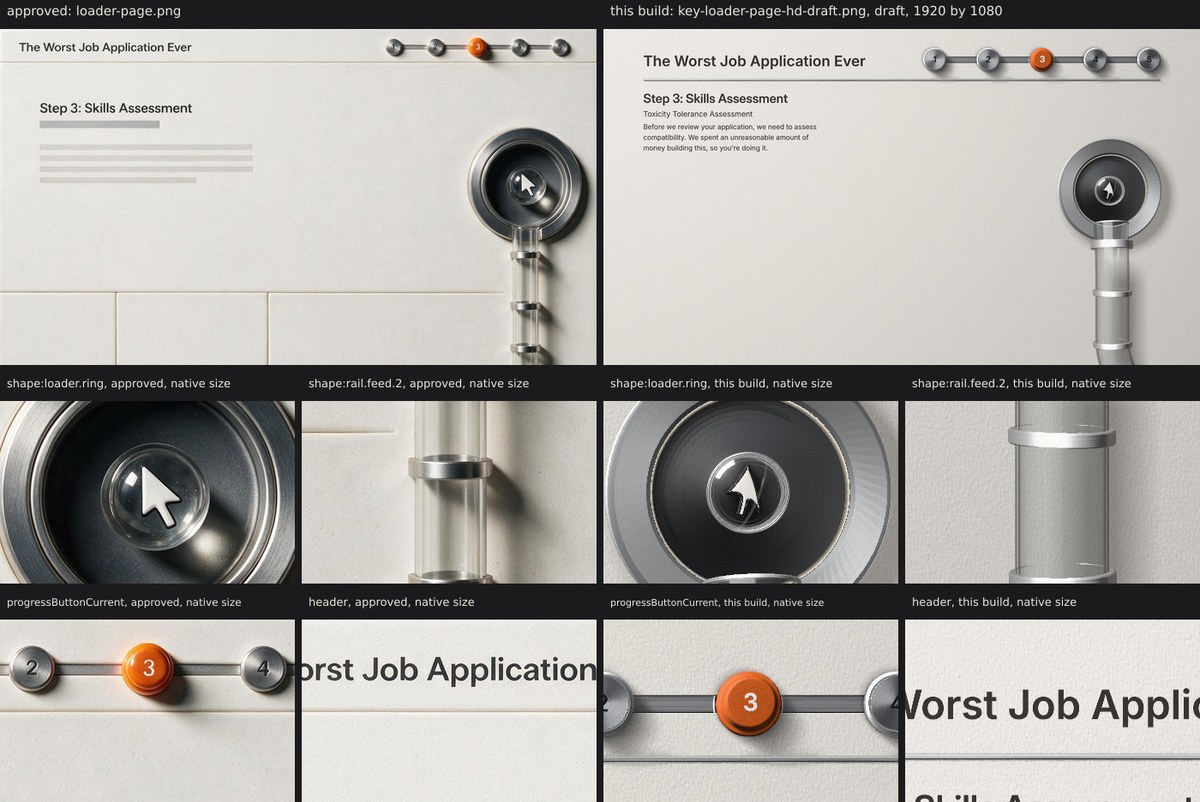 approved: loader-page.png
this build: key-loader-page-hd-draft.png, draft, 1920 by 1080
The Worst Job Application Ever
3
Step 3: Skills Assessment
The Worst Job Application Ever
1 2 3 4 5
Step 3: Skills Assessment
Toxicity Tolerance Assessment
Before we review your application, we need to assess
compatibility. We spent an unreasonable amount of
money building this, so you're doing it.
shape:loader.ring, approved, native size
shape:rail.feed.2, approved, native size
shape:loader.ring, this build, native size
shape:rail.feed.2, this build, native size
progressButtonCurrent, approved, native size
header, approved, native size
progressButtonCurrent, this build, native size
header, this build, native size
2 3 4
orst Job Application
2 3 4
Worst Job Applic